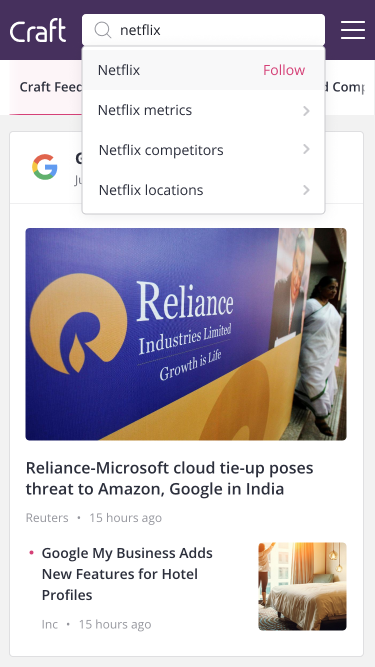 Craft
netflix
Netflix Follow
Netflix metrics
Netflix competitors
Netflix locations
Craft Feed
G
Reliance
Industries Limited
Growth is Life
Reliance-Microsoft cloud tie-up poses
threat to Amazon, Google in India
Reuters • 15 hours ago
• Google My Business Adds
New Features for Hotel
Profiles
Inc • 15 hours ago